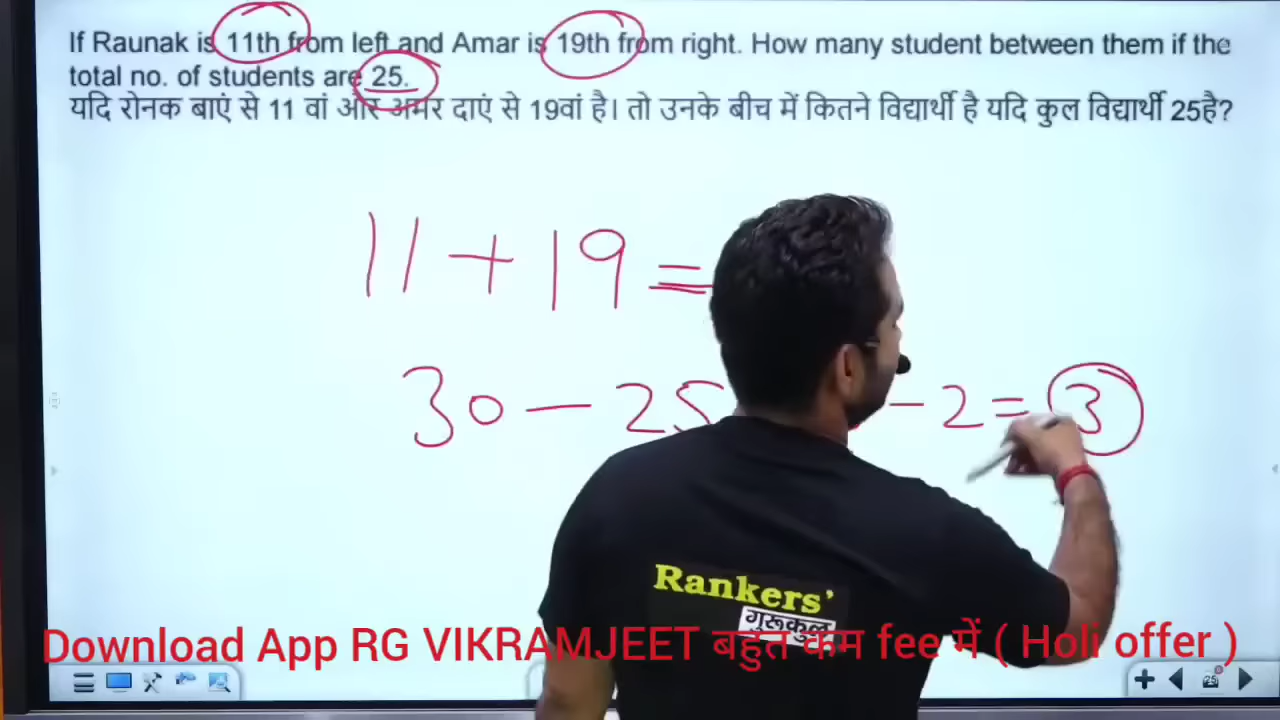 If Raunak is 11th from left and Amar is 19th from right. How many student between them if the
total no. of students are 25.
यदि रोनक बाएं से 11 वां और अमर दाएं से 19वां है। तो उनके बीच में कितने विद्यार्थी है यदि कुल विद्यार्थी 25है?
11 + 19 =
30 - 25 - 2 = 3
Rankers'
गुरूकुल
Download App RG VIKRAMJEET बहुत कम fee में ( Holi offer )
25